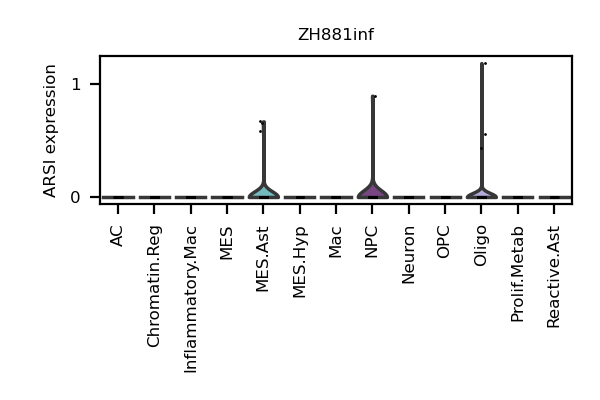 ZH881inf
ARSI expression
1
0
AC
Chromatin.Reg
Inflammatory.Mac
MES
MES.Ast
MES.Hyp
Mac
NPC
Neuron
OPC
Oligo
Prolif.Metab
Reactive.Ast